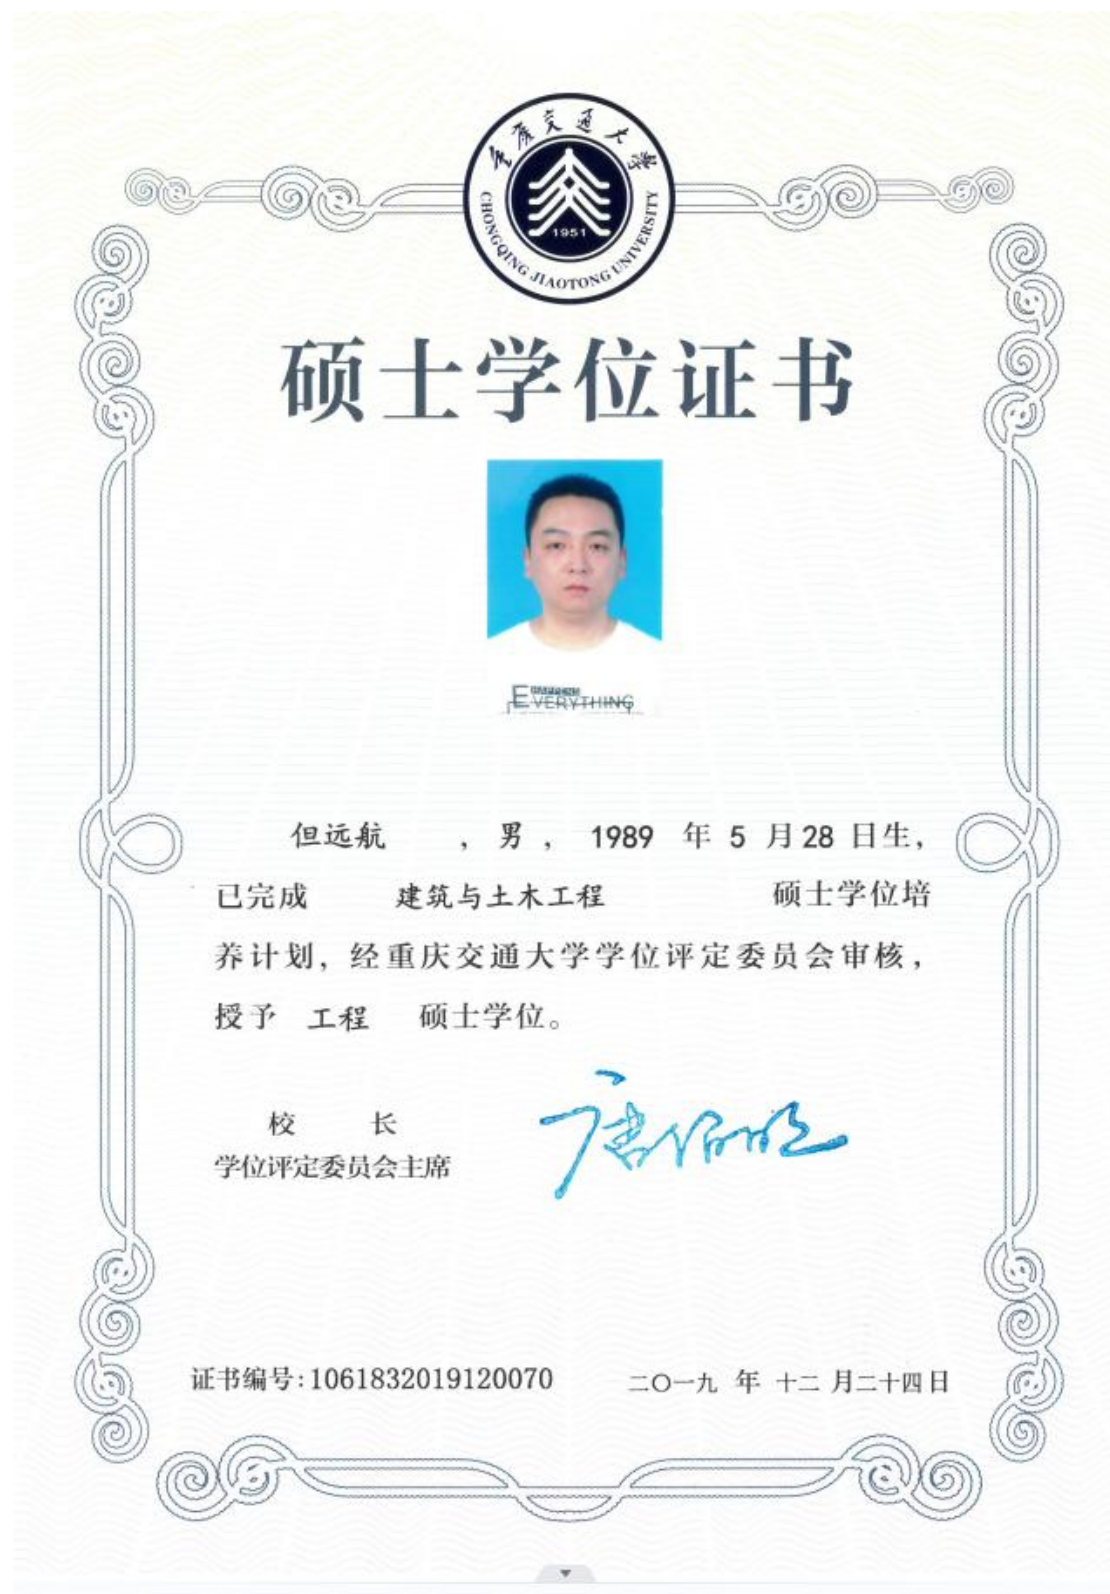 重庆交通大学
1951
CHONGQING JIAOTONG UNIVERSITY
硕士学位证书
HAPPENS
EVERYTHING
但远航 ，男， 1989 年 5 月 28 日生，
已完成 建筑与土木工程 硕士学位培
养计划，经重庆交通大学学位评定委员会审核，
授予 工程 硕士学位。
校 长
唐伯明
学位评定委员会主席
证书编号:1061832019120070 二〇一九 年 十二 月二十四日